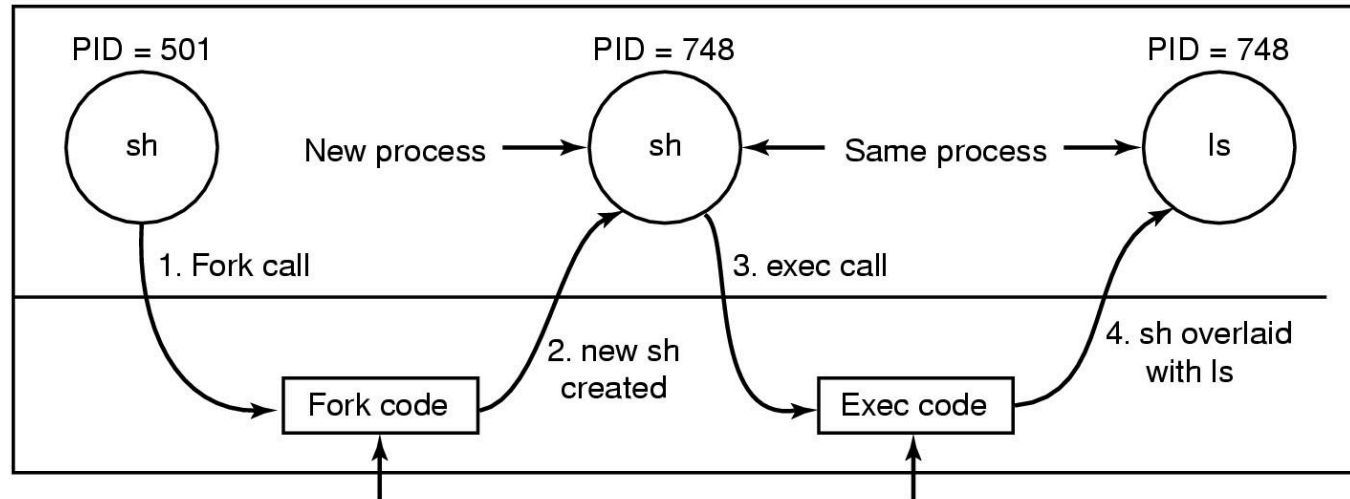 PID = 501
PID = 748
PID = 748
sh
New process
sh
Same process
ls
1. Fork call
3. exec call
2. new sh
created
4. sh overlaid
with ls
Fork code
Exec code